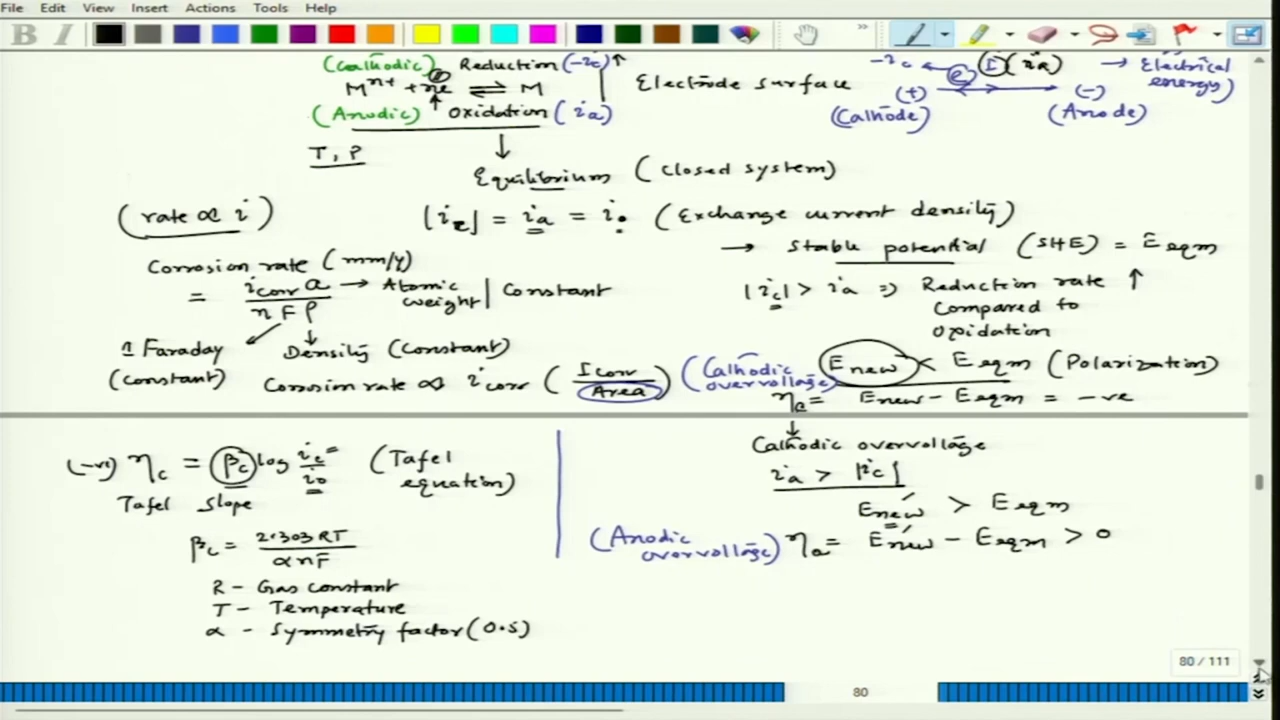 File Edit View Insert Actions Tools Help
B I
(Cathodic) Reduction (-ic) ↑
M^n+ + ne ⇌ M
(Anodic) ↑ Oxidation (ia)
Electrode surface
-ic ← e I (ia) → Electrical energy
(+) (-)
(Cathode) (Anode)
T, P
Equilibrium (Closed system)
(rate ∝ i)
|ic| = ia = io (Exchange current density)
→ Stable potential (SHE) = Eeqm
Corrosion rate (mm/y)
= icorr a → Atomic weight | Constant
n F ρ
|ic| > ia ⇒ Reduction rate ↑
Compared to
Oxidation
1 Faraday
(constant)
Density (constant)
Corrosion rate ∝ icorr (Icorr / Area)
(Cathodic overvoltage)
Enew < Eeqm (Polarization)
ηc = Enew - Eeqm = -ve
↓
Cathodic overvoltage
(-ve) ηc = βc log ic/io (Tafel equation)
Tafel slope
ia > |ic|
E'new > Eeqm
(Anodic overvoltage) ηa = E'new - Eeqm > 0
βc = 2.303 RT / αnF
R - Gas constant
T - Temperature
α - Symmetry factor (0.5)
80 / 111
80